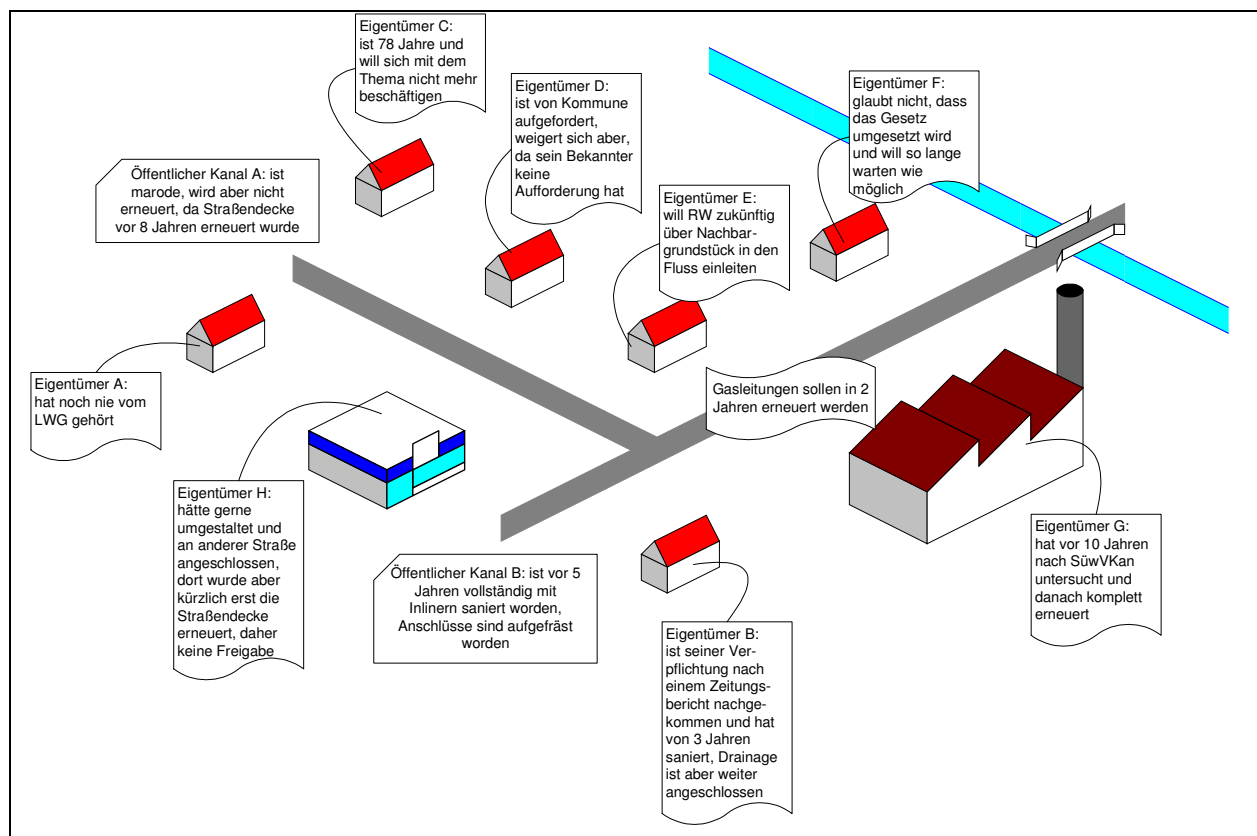 Eigentümer C:
ist 78 Jahre und
will sich mit dem
Thema nicht mehr
beschäftigen
Eigentümer D:
ist von Kommune
aufgefordert,
weigert sich aber,
da sein Bekannter
keine
Aufforderung hat
Eigentümer F:
glaubt nicht, dass
das Gesetz
umgesetzt wird
und will so lange
warten wie
möglich
Öffentlicher Kanal A: ist
marode, wird aber nicht
erneuert, da Straßendecke
vor 8 Jahren erneuert wurde
Eigentümer E:
will RW zukünftig
über Nachbar-
grundstück in den
Fluss einleiten
Eigentümer A:
hat noch nie vom
LWG gehört
Gasleitungen sollen in 2
Jahren erneuert werden
Eigentümer H:
hätte gerne
umgestaltet und
an anderer Straße
angeschlossen,
dort wurde aber
kürzlich erst die
Straßendecke
erneuert, daher
keine Freigabe
Öffentlicher Kanal B: ist vor 5
Jahren vollständig mit
Inlinern saniert worden,
Anschlüsse sind aufgefräst
worden
Eigentümer B:
ist seiner Ver-
pflichtung nach
einem Zeitungs-
bericht nachge-
kommen und hat
von 3 Jahren
saniert, Drainage
ist aber weiter
angeschlossen
Eigentümer G:
hat vor 10 Jahren
nach SüwVKan
untersucht und
danach komplett
erneuert